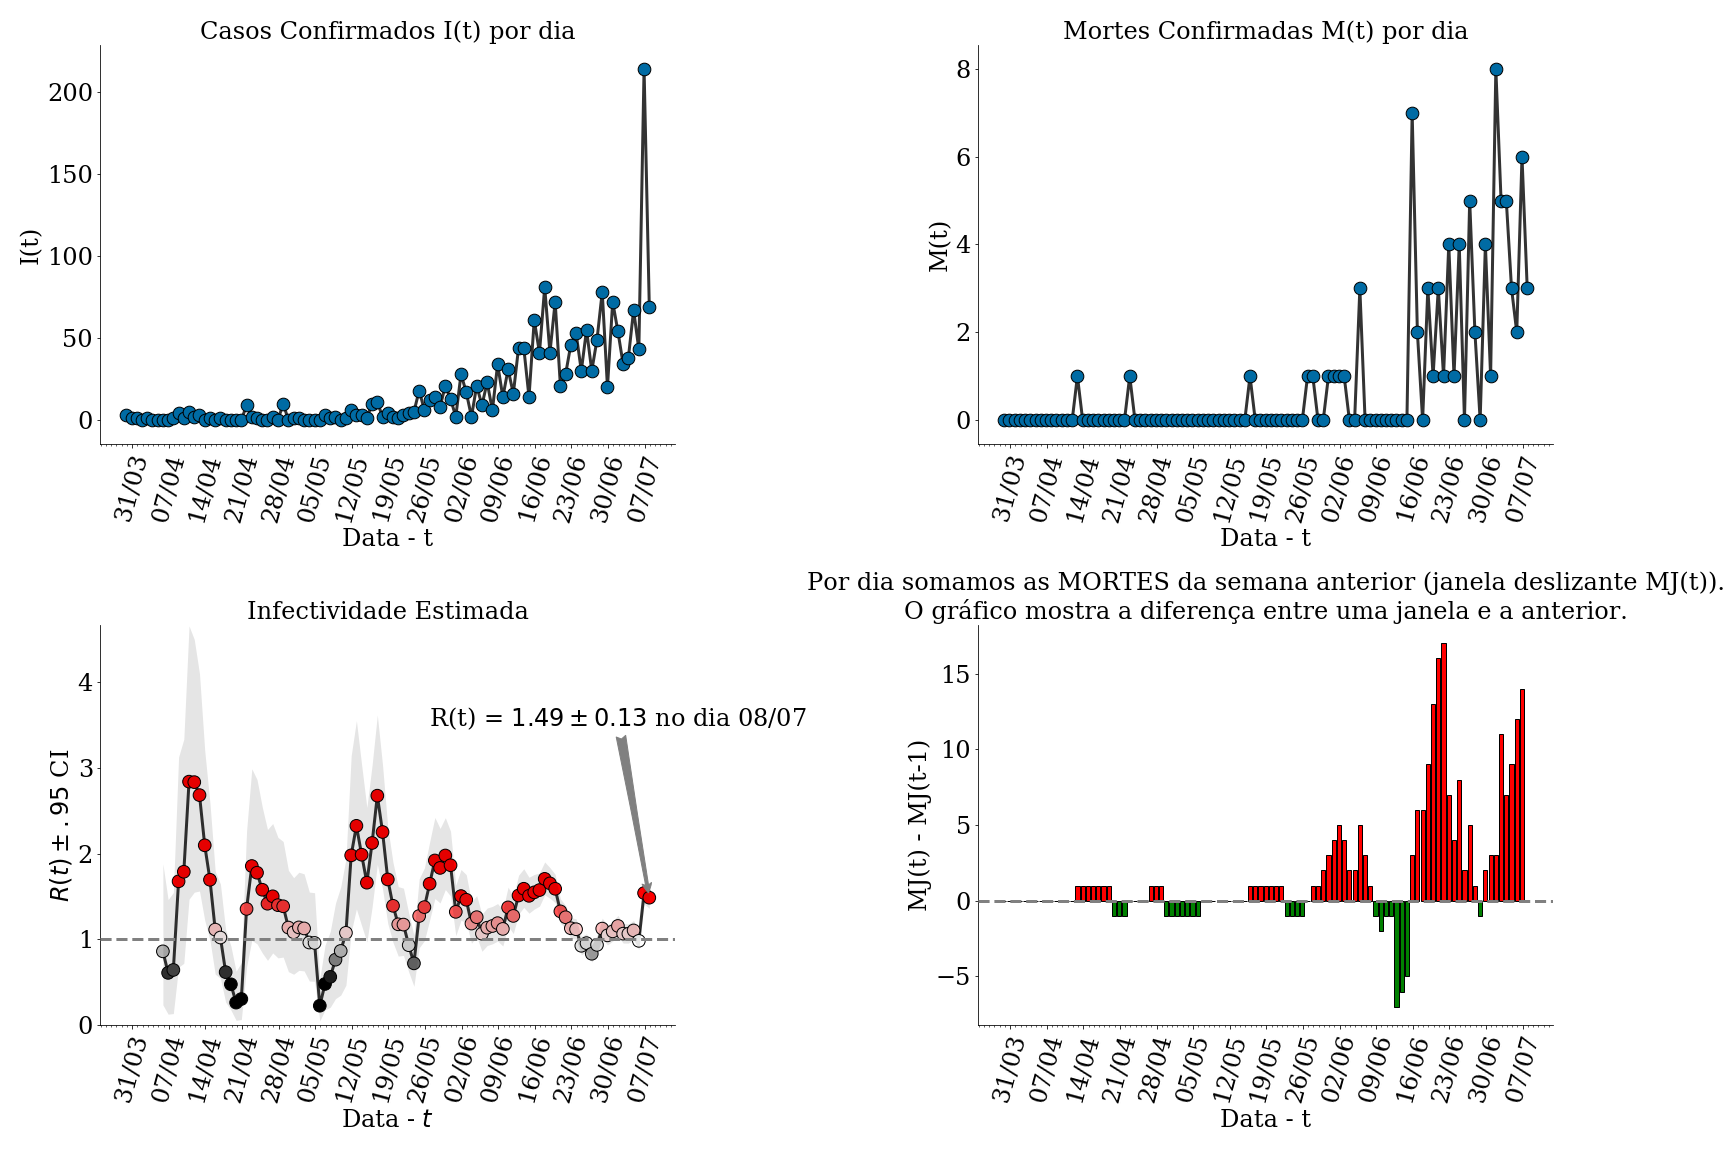 Casos Confirmados I(t) por dia
I(t)
200
150
100
50
0
31/03 07/04 14/04 21/04 28/04 05/05 12/05 19/05 26/05 02/06 09/06 16/06 23/06 30/06 07/07
Data - t
Mortes Confirmadas M(t) por dia
M(t)
8
6
4
2
0
31/03 07/04 14/04 21/04 28/04 05/05 12/05 19/05 26/05 02/06 09/06 16/06 23/06 30/06 07/07
Data - t
Infectividade Estimada
R(t) ± .95 CI
4
3
2
1
0
R(t) = 1.49 ± 0.13 no dia 08/07
31/03 07/04 14/04 21/04 28/04 05/05 12/05 19/05 26/05 02/06 09/06 16/06 23/06 30/06 07/07
Data - t
Por dia somamos as MORTES da semana anterior (janela deslizante MJ(t)).
O gráfico mostra a diferença entre uma janela e a anterior.
MJ(t) - MJ(t-1)
15
10
5
0
−5
31/03 07/04 14/04 21/04 28/04 05/05 12/05 19/05 26/05 02/06 09/06 16/06 23/06 30/06 07/07
Data - t